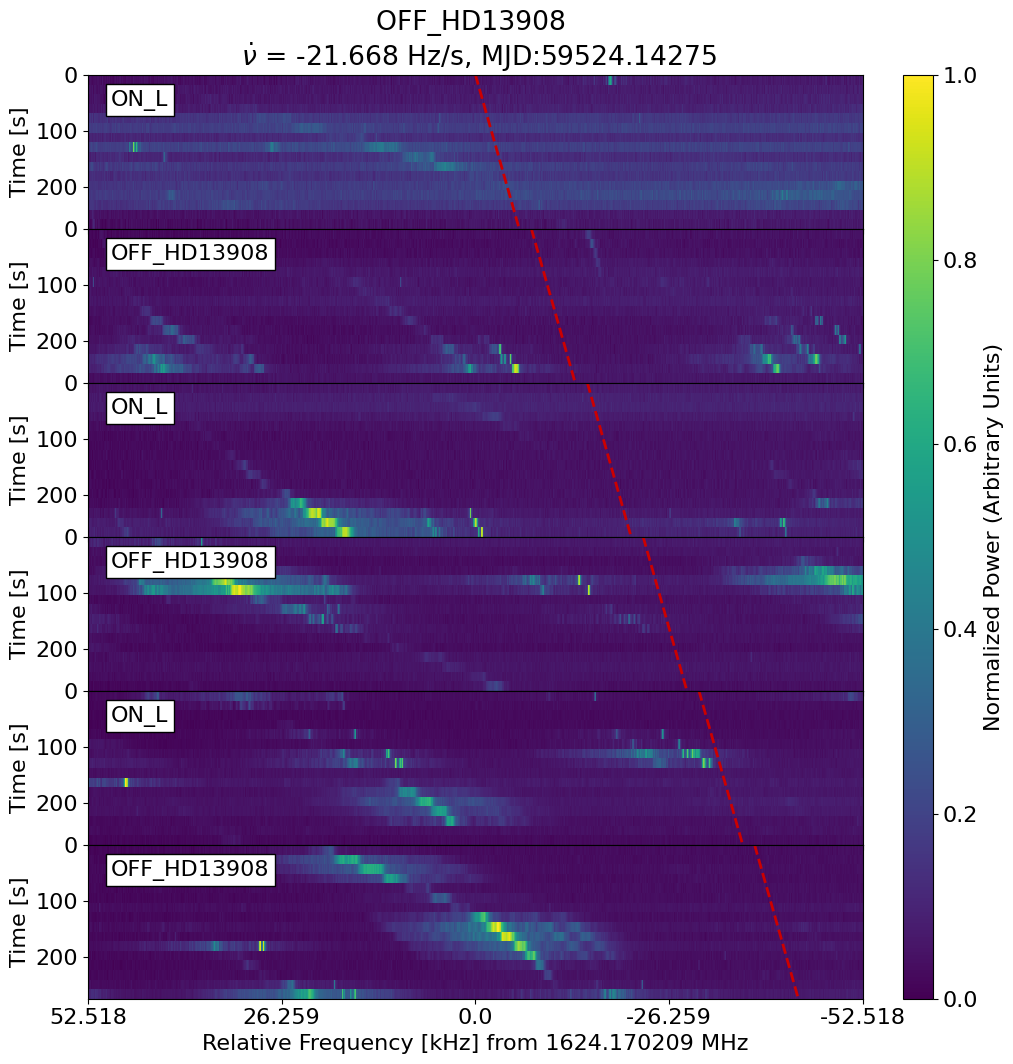 OFF_HD13908
ν̇ = -21.668 Hz/s, MJD:59524.14275
ON_L
OFF_HD13908
ON_L
OFF_HD13908
ON_L
OFF_HD13908
Time [s]
Time [s]
Time [s]
Time [s]
Time [s]
Time [s]
0
100
200
0
100
200
0
100
200
0
100
200
0
100
200
0
100
200
52.518 26.259 0.0 -26.259 -52.518
Relative Frequency [kHz] from 1624.170209 MHz
1.0
0.8
0.6
0.4
0.2
0.0
Normalized Power (Arbitrary Units)